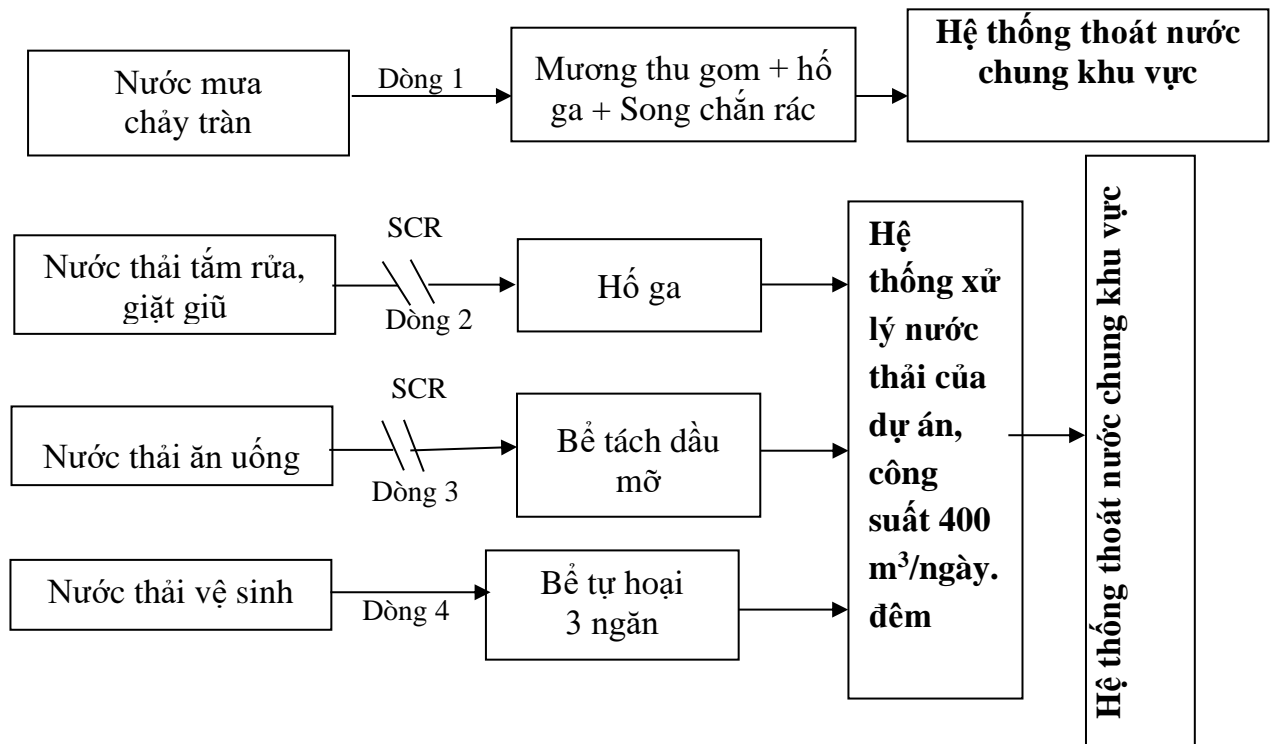 Nước mưa
chảy tràn
Dòng 1
Mương thu gom + hố
ga + Song chắn rác
Hệ thống thoát nước
chung khu vực
Nước thải tắm rửa,
giặt giũ
SCR
Dòng 2
Hố ga
Nước thải ăn uống
SCR
Dòng 3
Bể tách dầu
mỡ
Nước thải vệ sinh
Dòng 4
Bể tự hoại
3 ngăn
Hệ
thống xử
lý nước
thải của
dự án,
công
suất 400
m³/ngày.
đêm
Hệ thống thoát nước chung khu vực